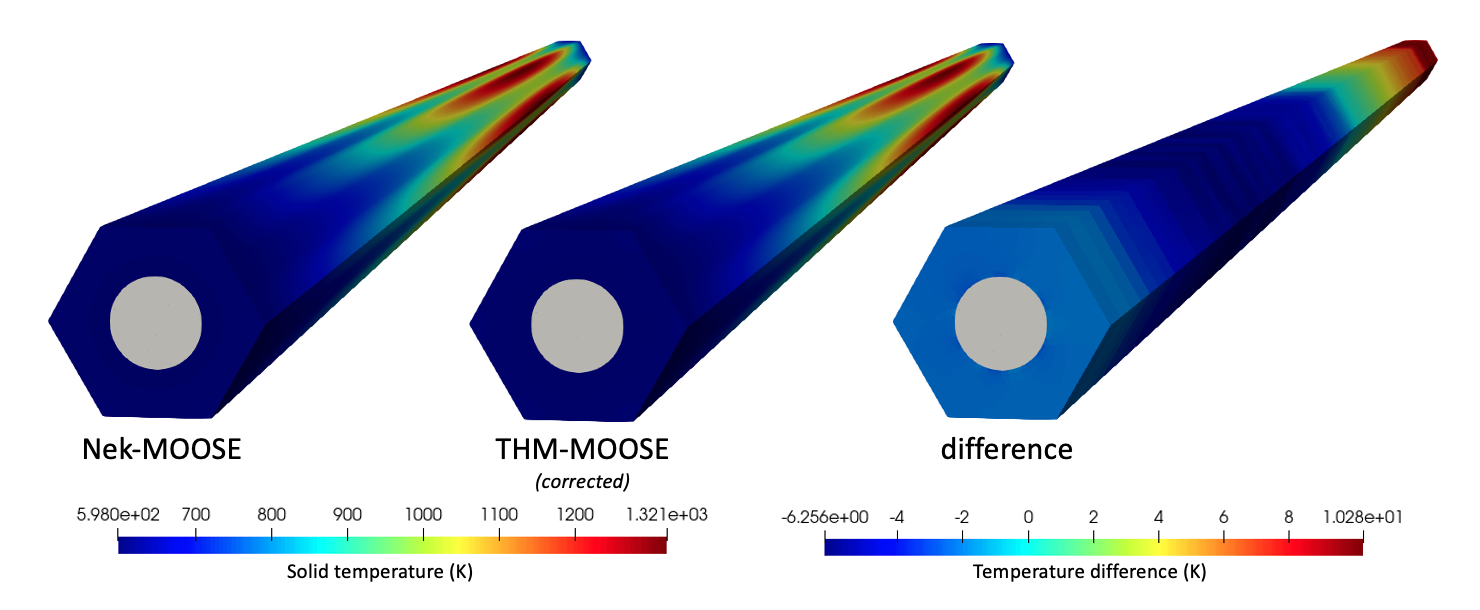 Nek-MOOSE
THM-MOOSE
(corrected)
difference
5.980e+02 700 800 900 1000 1100 1200 1.321e+03
Solid temperature (K)
-6.256e+00 -4 -2 0 2 4 6 8 1.028e+01
Temperature difference (K)